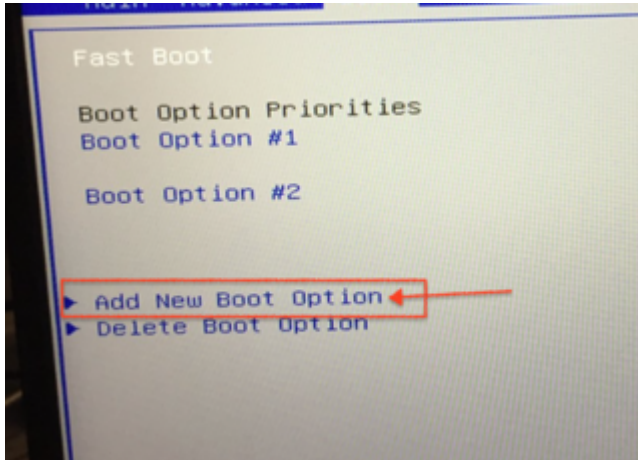 Fast Boot
Boot Option Priorities
Boot Option #1
Boot Option #2
▶ Add New Boot Option
▶ Delete Boot Option